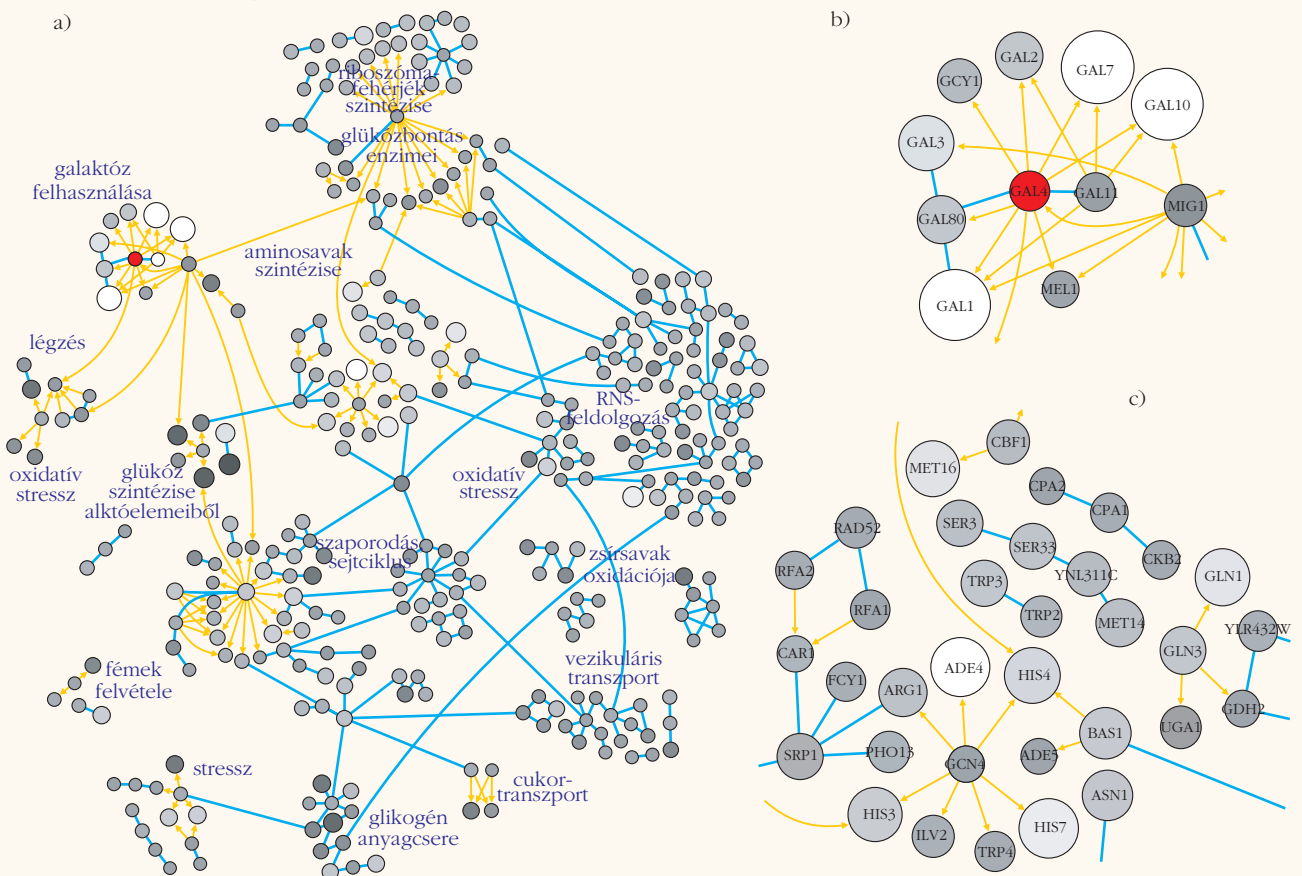 a)
riboszóma-
fehérjék
szintézise
glükózbontás
enzimei
galaktóz
felhasználása
aminosavak
szintézise
légzés
oxidatív
stressz
glükóz
szintézise
alktóelemeiből
RNS-
feldolgozás
oxidatív
stressz
szaporodás
sejtciklus
zsírsavak
oxidációja
fémek
felvétele
vezikuláris
transzport
stressz
glikogén
anyagcsere
cukor-
transzport
b)
GAL2
GAL7
GCY1
GAL10
GAL3
GAL4
GAL11
GAL80
MIG1
MEL1
GAL1
c)
CBF1
MET16
CPA2
CPA1
SER3
RAD52
SER33
CKB2
RFA2
TRP3
YNL311C
GLN1
RFA1
TRP2
MET14
YLR432W
CAR1
GLN3
ADE4
HIS4
FCY1
ARG1
GDH2
UGA1
BAS1
SRP1
PHO13
GCN4
ADE5
ASN1
HIS3
ILV2
TRP4
HIS7